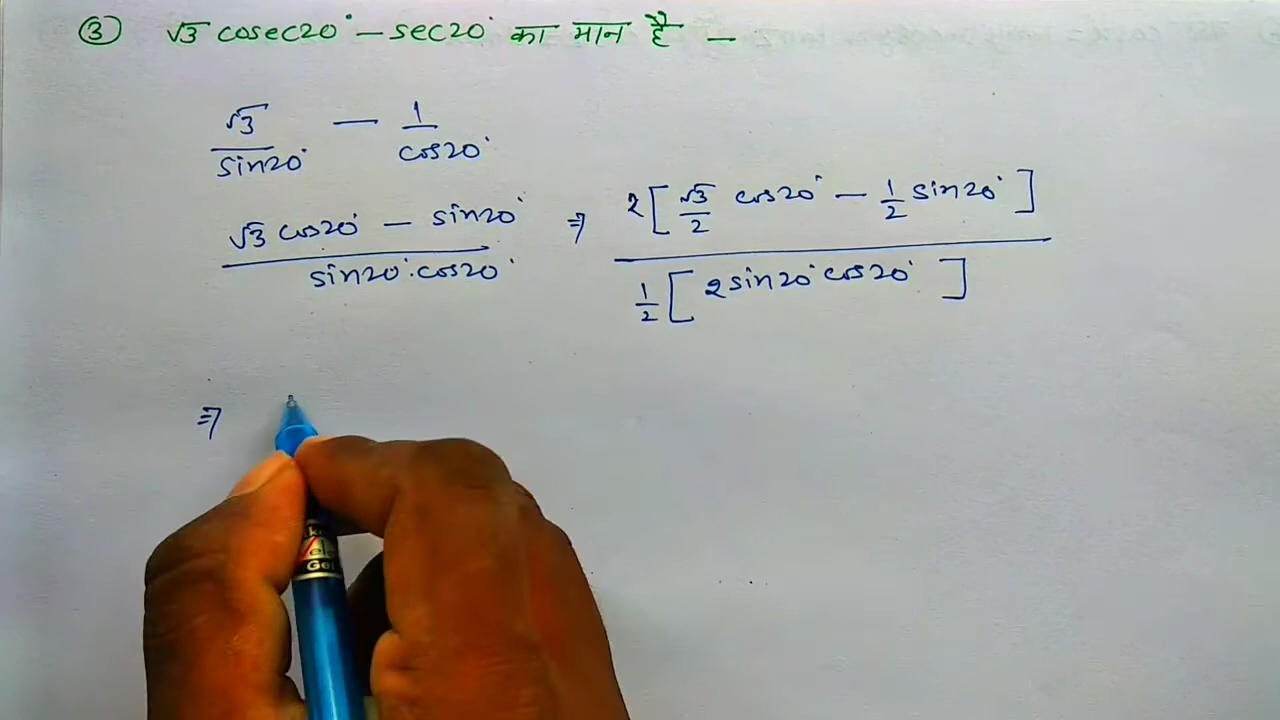 ③ √3 cosec20° – sec20° का मान है –
√3/sin20° – 1/cos20°
√3 cos20° – sin20° / sin20°.cos20° ⇒ 2[√3/2 cos20° – 1/2 sin20°] / 1/2[2sin20°cos20°]
⇒